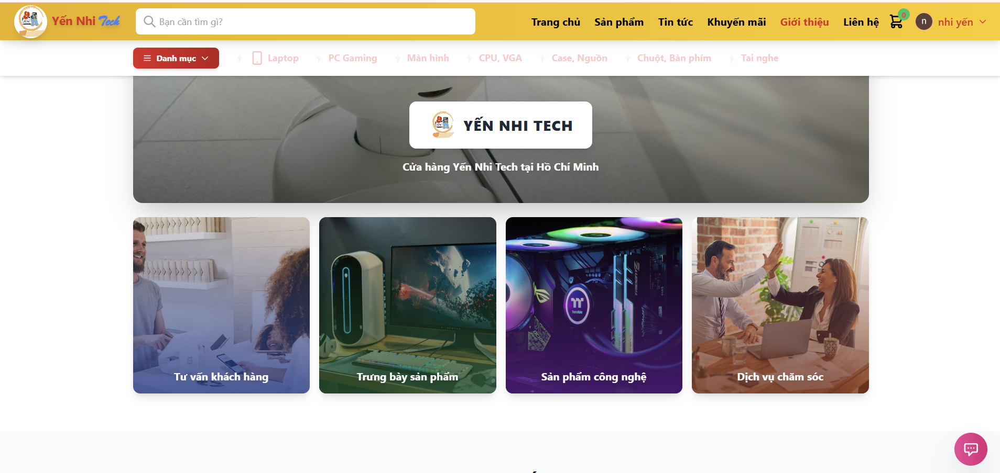 Yến Nhi Tech
Bạn cần tìm gì?
Trang chủ
Sản phẩm
Tin tức
Khuyến mãi
Giới thiệu
Liên hệ
0
n
nhi yến
Danh mục
Laptop
PC Gaming
Màn hình
CPU, VGA
Case, Nguồn
Chuột, Bàn phím
Tai nghe
YẾN NHI TECH
Cửa hàng Yến Nhi Tech tại Hồ Chí Minh
Tư vấn khách hàng
Trưng bày sản phẩm
Sản phẩm công nghệ
Dịch vụ chăm sóc